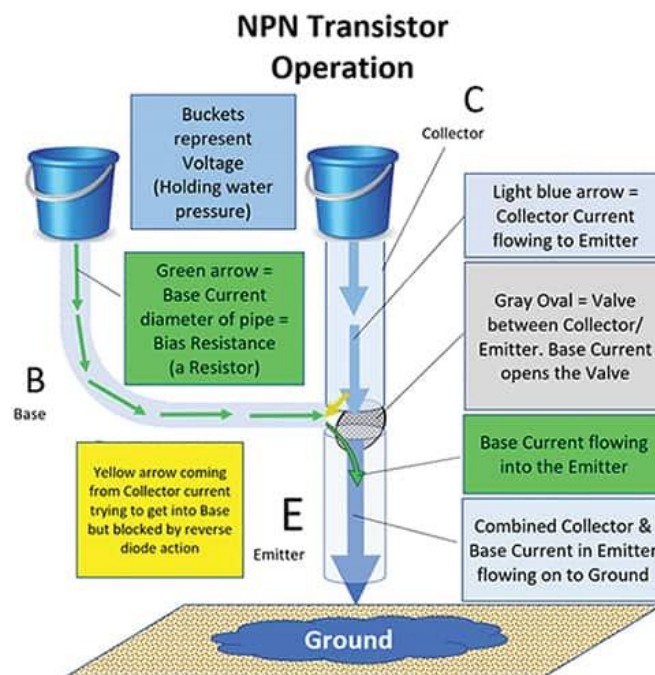 NPN Transistor
Operation
C
Collector
Buckets
represent
Voltage
(Holding water
pressure)
Light blue arrow =
Collector Current
flowing to Emitter
Green arrow =
Base Current
diameter of pipe =
Bias Resistance
(a Resistor)
Gray Oval = Valve
between Collector/
Emitter. Base Current
opens the Valve
B
Base
Base Current flowing
into the Emitter
Yellow arrow coming
from Collector current
trying to get into Base
but blocked by reverse
diode action
E
Emitter
Combined Collector &
Base Current in Emitter
flowing on to Ground
Ground